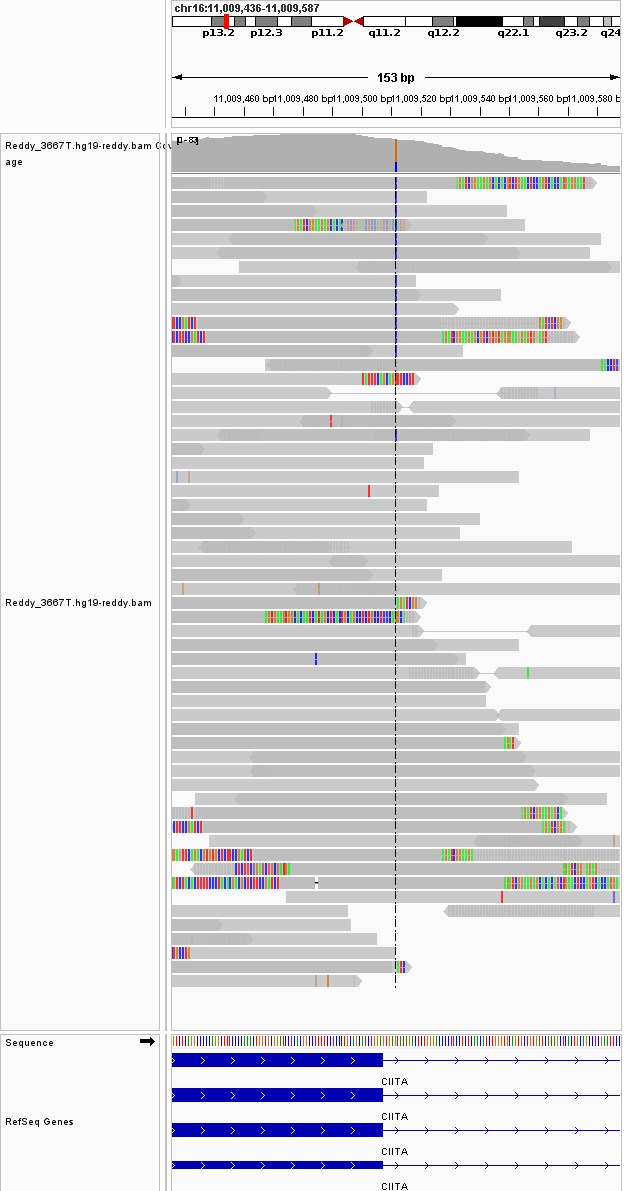 chr16:11,009,436-11,009,587
p13.2 p12.3 p11.2 q11.2 q12.2 q22.1 q23.2 q24
153 bp
11,009,460 bp 11,009,480 bp 11,009,500 bp 11,009,520 bp 11,009,540 bp 11,009,560 bp 11,009,580 b
Reddy_3667T.hg19-reddy.bam Cov
age
[0 - 83]
Reddy_3667T.hg19-reddy.bam
Sequence
CIITA
CIITA
RefSeq Genes
CIITA
CIITA